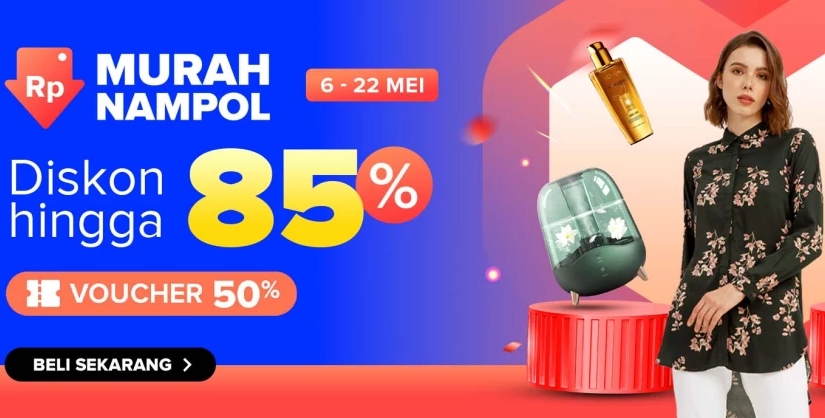 Rp
MURAH
NAMPOL
6 - 22 MEI
Diskon
hingga
85%
VOUCHER 50%
BELI SEKARANG >